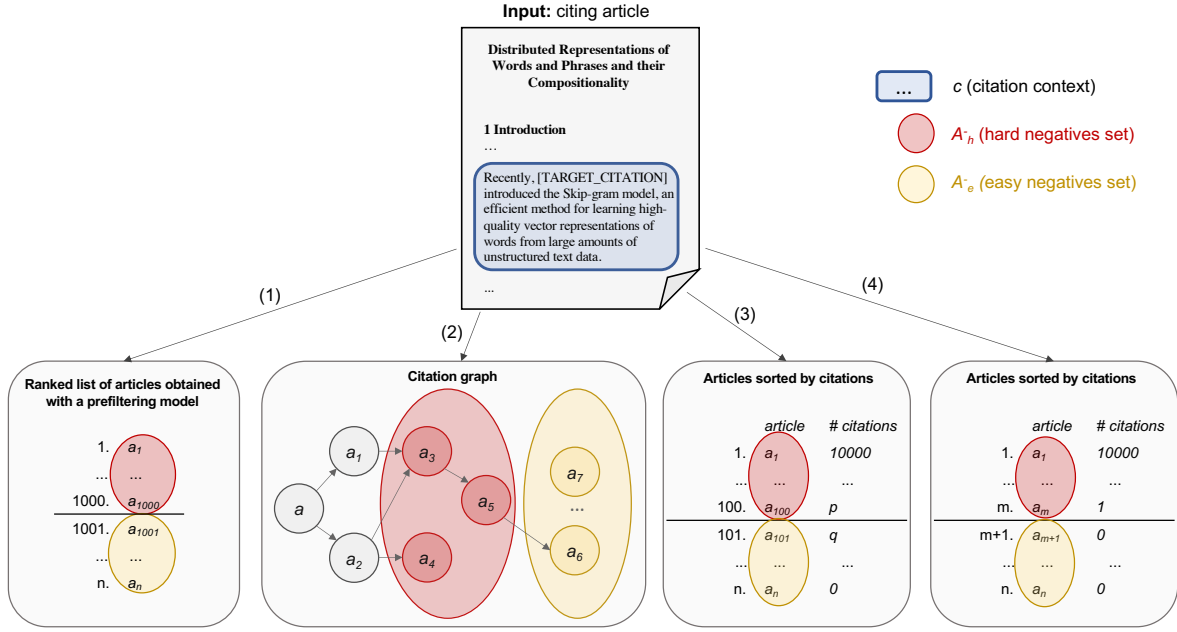 Input: citing article
Distributed Representations of
Words and Phrases and their
Compositionality
1 Introduction
…
Recently, [TARGET_CITATION]
introduced the Skip-gram model, an
efficient method for learning high-
quality vector representations of
words from large amounts of
unstructured text data.
...
... c (citation context)
A-h (hard negatives set)
A-e (easy negatives set)
(1)
(2)
(3)
(4)
Ranked list of articles obtained
with a prefiltering model
1. a1
... ...
1000. a1000
1001. a1001
... ...
n. an
Citation graph
a
a1
a2
a3
a4
a5
a7
...
a6
Articles sorted by citations
article # citations
1. a1 10000
... ... ...
100. a100 p
101. a101 q
... ... ...
n. an 0
Articles sorted by citations
article # citations
1. a1 10000
... ... ...
m. am 1
m+1. am+1 0
... ... ...
n. an 0